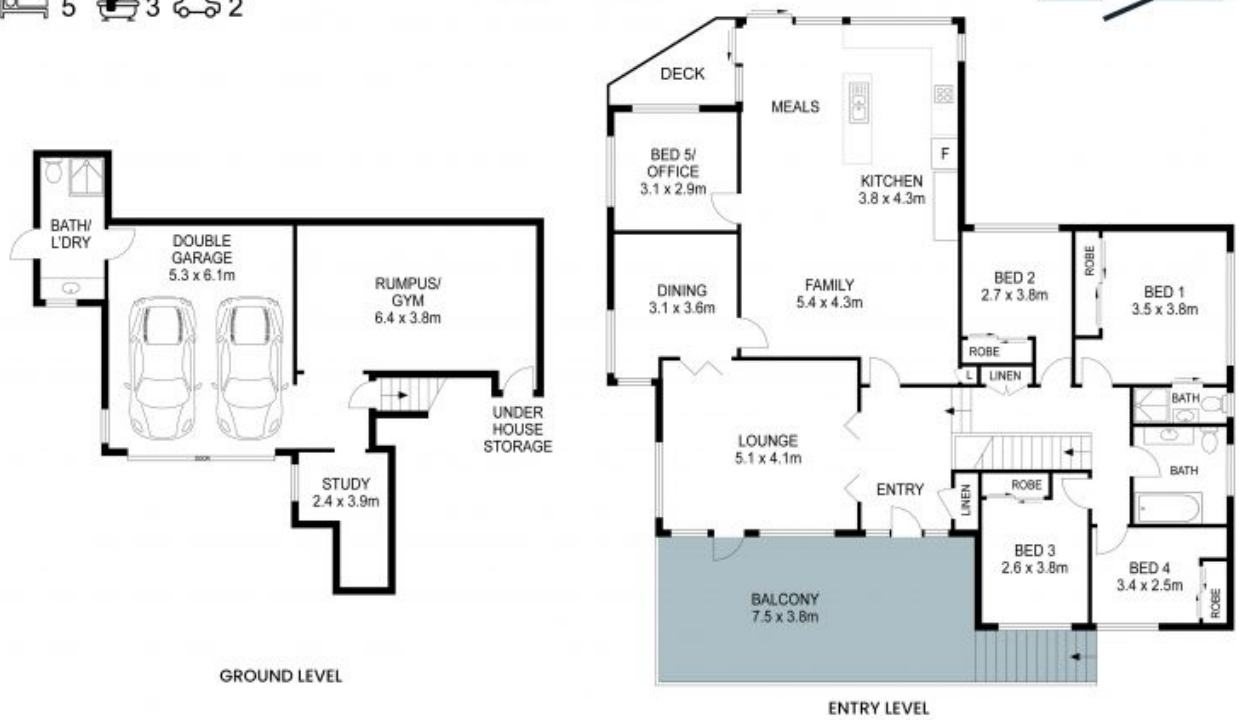 5 3 2
BATH/
L'DRY
DOUBLE
GARAGE
5.3 x 6.1m
RUMPUS/
GYM
6.4 x 3.8m
UNDER
HOUSE
STORAGE
STUDY
2.4 x 3.9m
DOOR
GROUND LEVEL
DECK
MEALS
BED 5/
OFFICE
3.1 x 2.9m
F
KITCHEN
3.8 x 4.3m
DINING
3.1 x 3.6m
FAMILY
5.4 x 4.3m
BED 2
2.7 x 3.8m
ROBE
ROBE
BED 1
3.5 x 3.8m
L
LINEN
BATH
LOUNGE
5.1 x 4.1m
ENTRY
LINEN
ROBE
BATH
BED 3
2.6 x 3.8m
BED 4
3.4 x 2.5m
ROBE
BALCONY
7.5 x 3.8m
ENTRY LEVEL